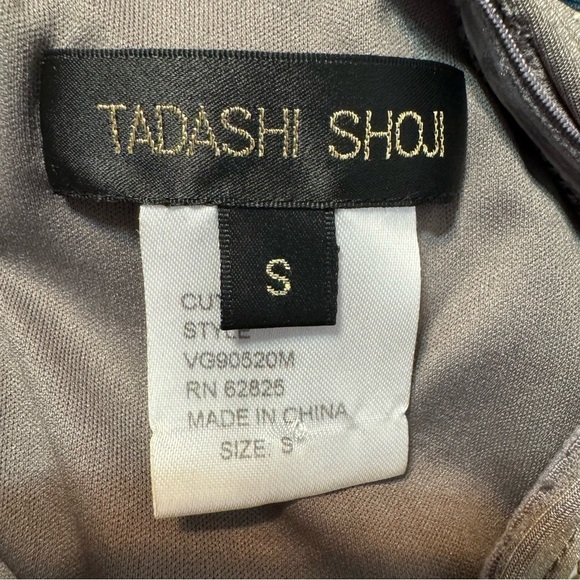 TADASHI SHOJI
S
CUT
STYLE
VG90520M
RN 62825
MADE IN CHINA
SIZE: S